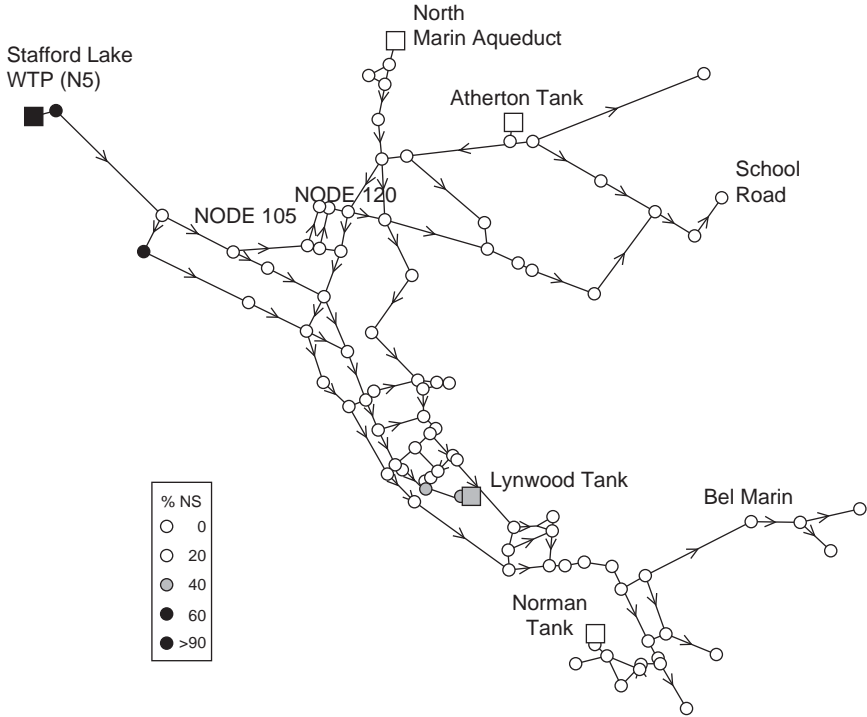 North
Marin Aqueduct
Stafford Lake
WTP (N5)
Atherton Tank
School
Road
NODE 120
NODE 105
Lynwood Tank
Bel Marin
% NS
0
20
40
60
>90
Norman
Tank